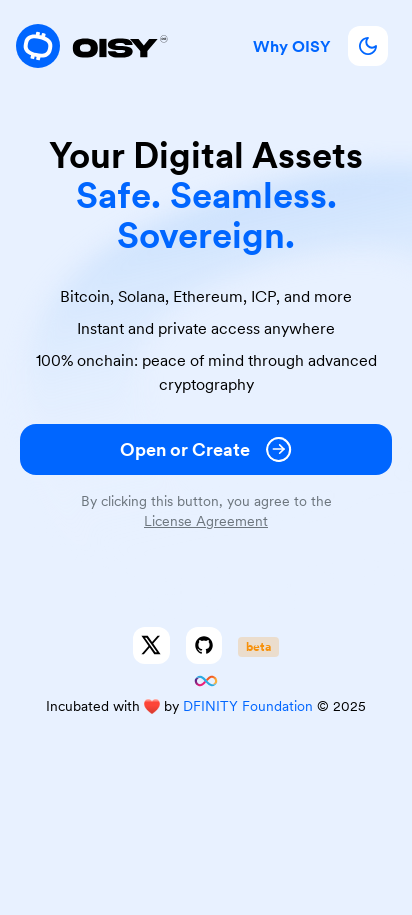 OISY
Why OISY
Your Digital Assets
Safe. Seamless.
Sovereign.
Bitcoin, Solana, Ethereum, ICP, and more
Instant and private access anywhere
100% onchain: peace of mind through advanced
cryptography
Open or Create
By clicking this button, you agree to the
License Agreement
beta
Incubated with ❤️ by DFINITY Foundation © 2025